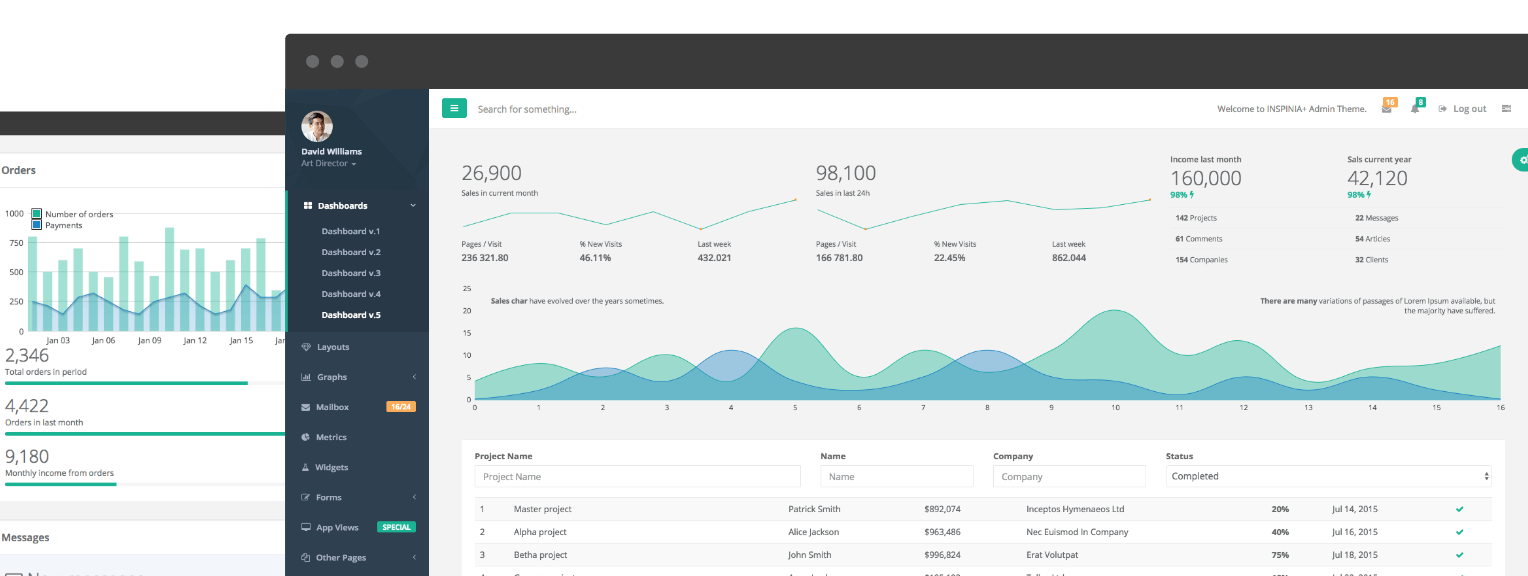 Orders
1000
Number of orders
Payments
750
500
250
0
Jan 03 Jan 06 Jan 09 Jan 12 Jan 15
2,346
Total orders in period
4,422
Orders in last month
9,180
Monthly income from orders
Messages
David Williams
Art Director
Dashboards
Dashboard v.1
Dashboard v.2
Dashboard v.3
Dashboard v.4
Dashboard v.5
Layouts
Graphs
Mailbox 16/24
Metrics
Widgets
Forms
App Views SPECIAL
Other Pages
Search for something...
Welcome to INSPINIA+ Admin Theme. 16 8 Log out
26,900
Sales in current month
Pages / Visit % New Visits Last week
236 321.80 46.11% 432.021
98,100
Sales in last 24h
Pages / Visit % New Visits Last week
166 781.80 22.45% 862.044
Income last month
160,000
98%
142 Projects
61 Comments
154 Companies
Sals current year
42,120
98%
22 Messages
54 Articles
32 Clients
Sales char have evolved over the years sometimes.
There are many variations of passages of Lorem Ipsum available, but
the majority have suffered.
25
20
15
10
5
0
0 1 2 3 4 5 6 7 8 9 10 11 12 13 14 15 16
Project Name Name Company Status
Project Name Name Company Completed
1 Master project Patrick Smith $892,074 Inceptos Hymenaeos Ltd 20% Jul 14, 2015
2 Alpha project Alice Jackson $963,486 Nec Euismod In Company 40% Jul 16, 2015
3 Betha project John Smith $996,824 Erat Volutpat 75% Jul 18, 2015